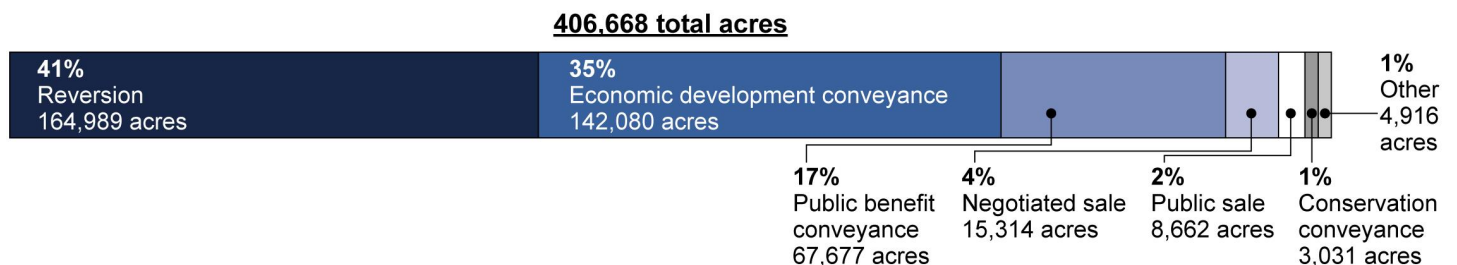 406,668 total acres
41%
Reversion
164,989 acres
35%
Economic development conveyance
142,080 acres
17%
Public benefit
conveyance
67,677 acres
4%
Negotiated sale
15,314 acres
2%
Public sale
8,662 acres
1%
Conservation
conveyance
3,031 acres
1%
Other
4,916
acres